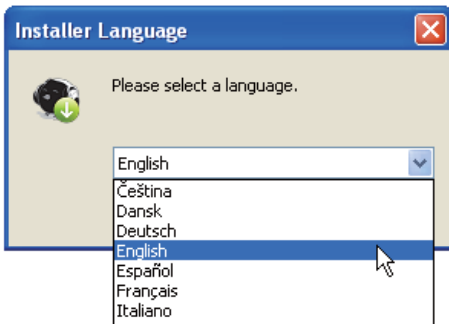 Installer Language
Please select a language.
English
Čeština
Dansk
Deutsch
English
Español
Français
Italiano